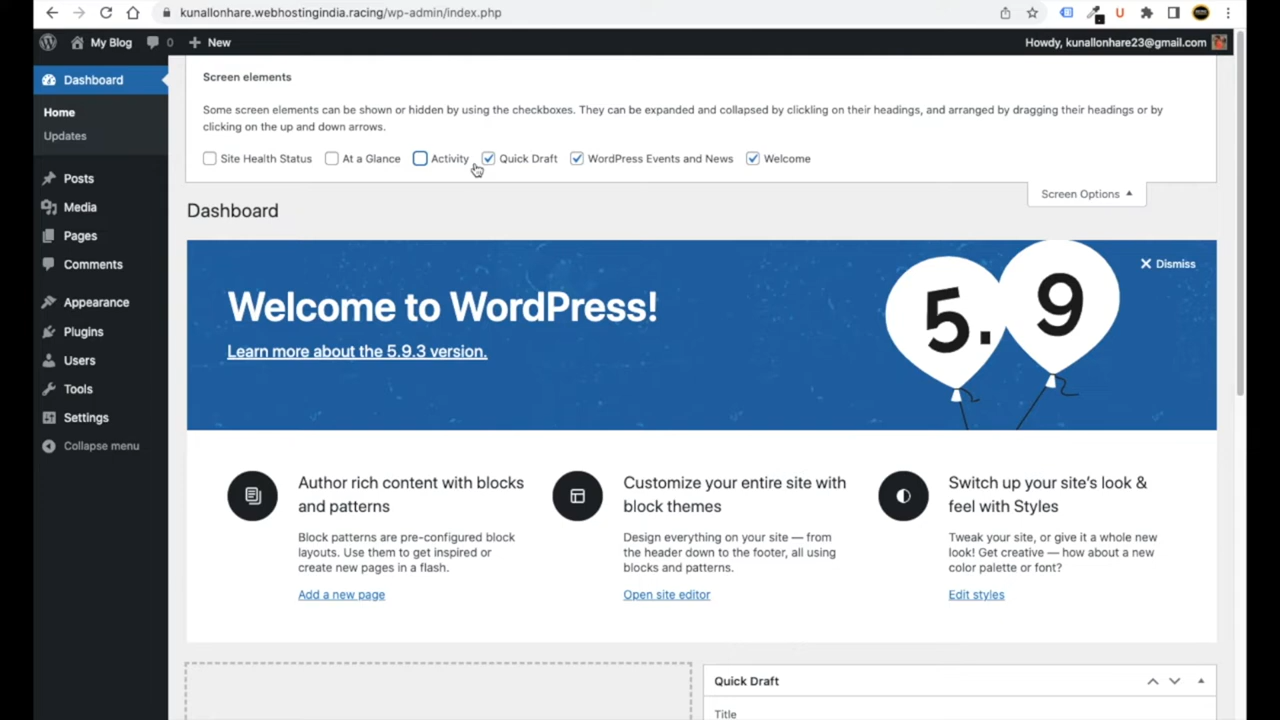 kunallonhare.webhostingindia.racing/wp-admin/index.php
My Blog 0 New Howdy, kunallonhare23@gmail.com
Dashboard
Home
Updates
Posts
Media
Pages
Comments
Appearance
Plugins
Users
Tools
Settings
Collapse menu
Screen elements
Some screen elements can be shown or hidden by using the checkboxes. They can be expanded and collapsed by clickling on their headings, and arranged by dragging their headings or by
clicking on the up and down arrows.
Site Health Status At a Glance Activity Quick Draft WordPress Events and News Welcome
Screen Options
Dashboard
Dismiss
Welcome to WordPress!
Learn more about the 5.9.3 version.
5.9
Author rich content with blocks
and patterns
Block patterns are pre-configured block
layouts. Use them to get inspired or
create new pages in a flash.
Add a new page
Customize your entire site with
block themes
Design everything on your site — from
the header down to the footer, all using
blocks and patterns.
Open site editor
Switch up your site's look &
feel with Styles
Tweak your site, or give it a whole new
look! Get creative — how about a new
color palette or font?
Edit styles
Quick Draft
Title